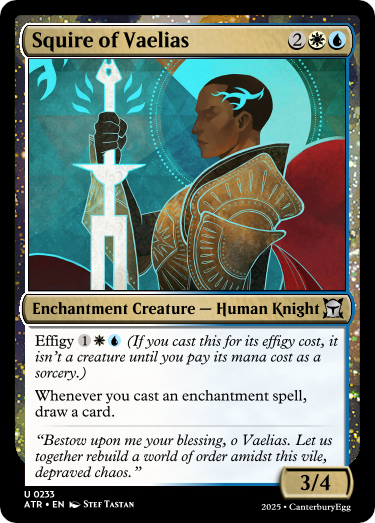 Squire of Vaelias 2
Enchantment Creature — Human Knight
Effigy 1 (If you cast this for its effigy cost, it
isn't a creature until you pay its mana cost as a
sorcery.)
Whenever you cast an enchantment spell,
draw a card.
"Bestow upon me your blessing, o Vaelias. Let us
together rebuild a world of order amidst this vile,
depraved chaos."
3/4
U 0233
ATR • EN Stef Tastan
2025 • CanterburyEgg